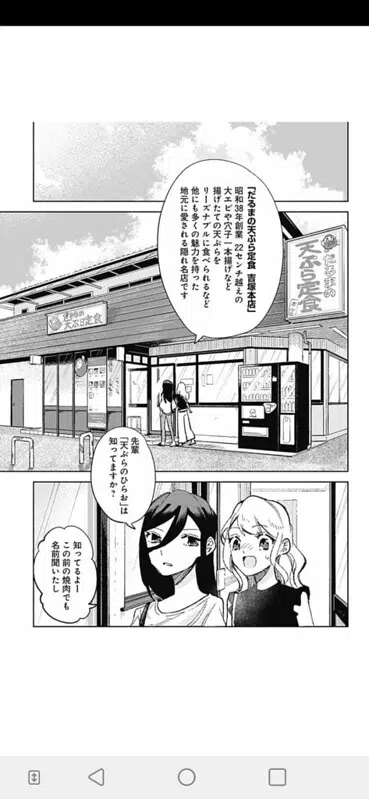 「だるまの天ぷら定食 吉塚本店」
昭和38年創業 22センチ越えの
大エビや穴子一本揚げなど
揚げたての天ぷらを
リーズナブルに食べられるなど
他にも多くの魅力を持った
地元に愛される隠れ名店です
だるまの
天ぷら定食
だるまの
天ぷら定食
先輩
「天ぷらのひらお」は
知ってますか？
知ってるよー
この前の焼肉でも
名前聞いたし